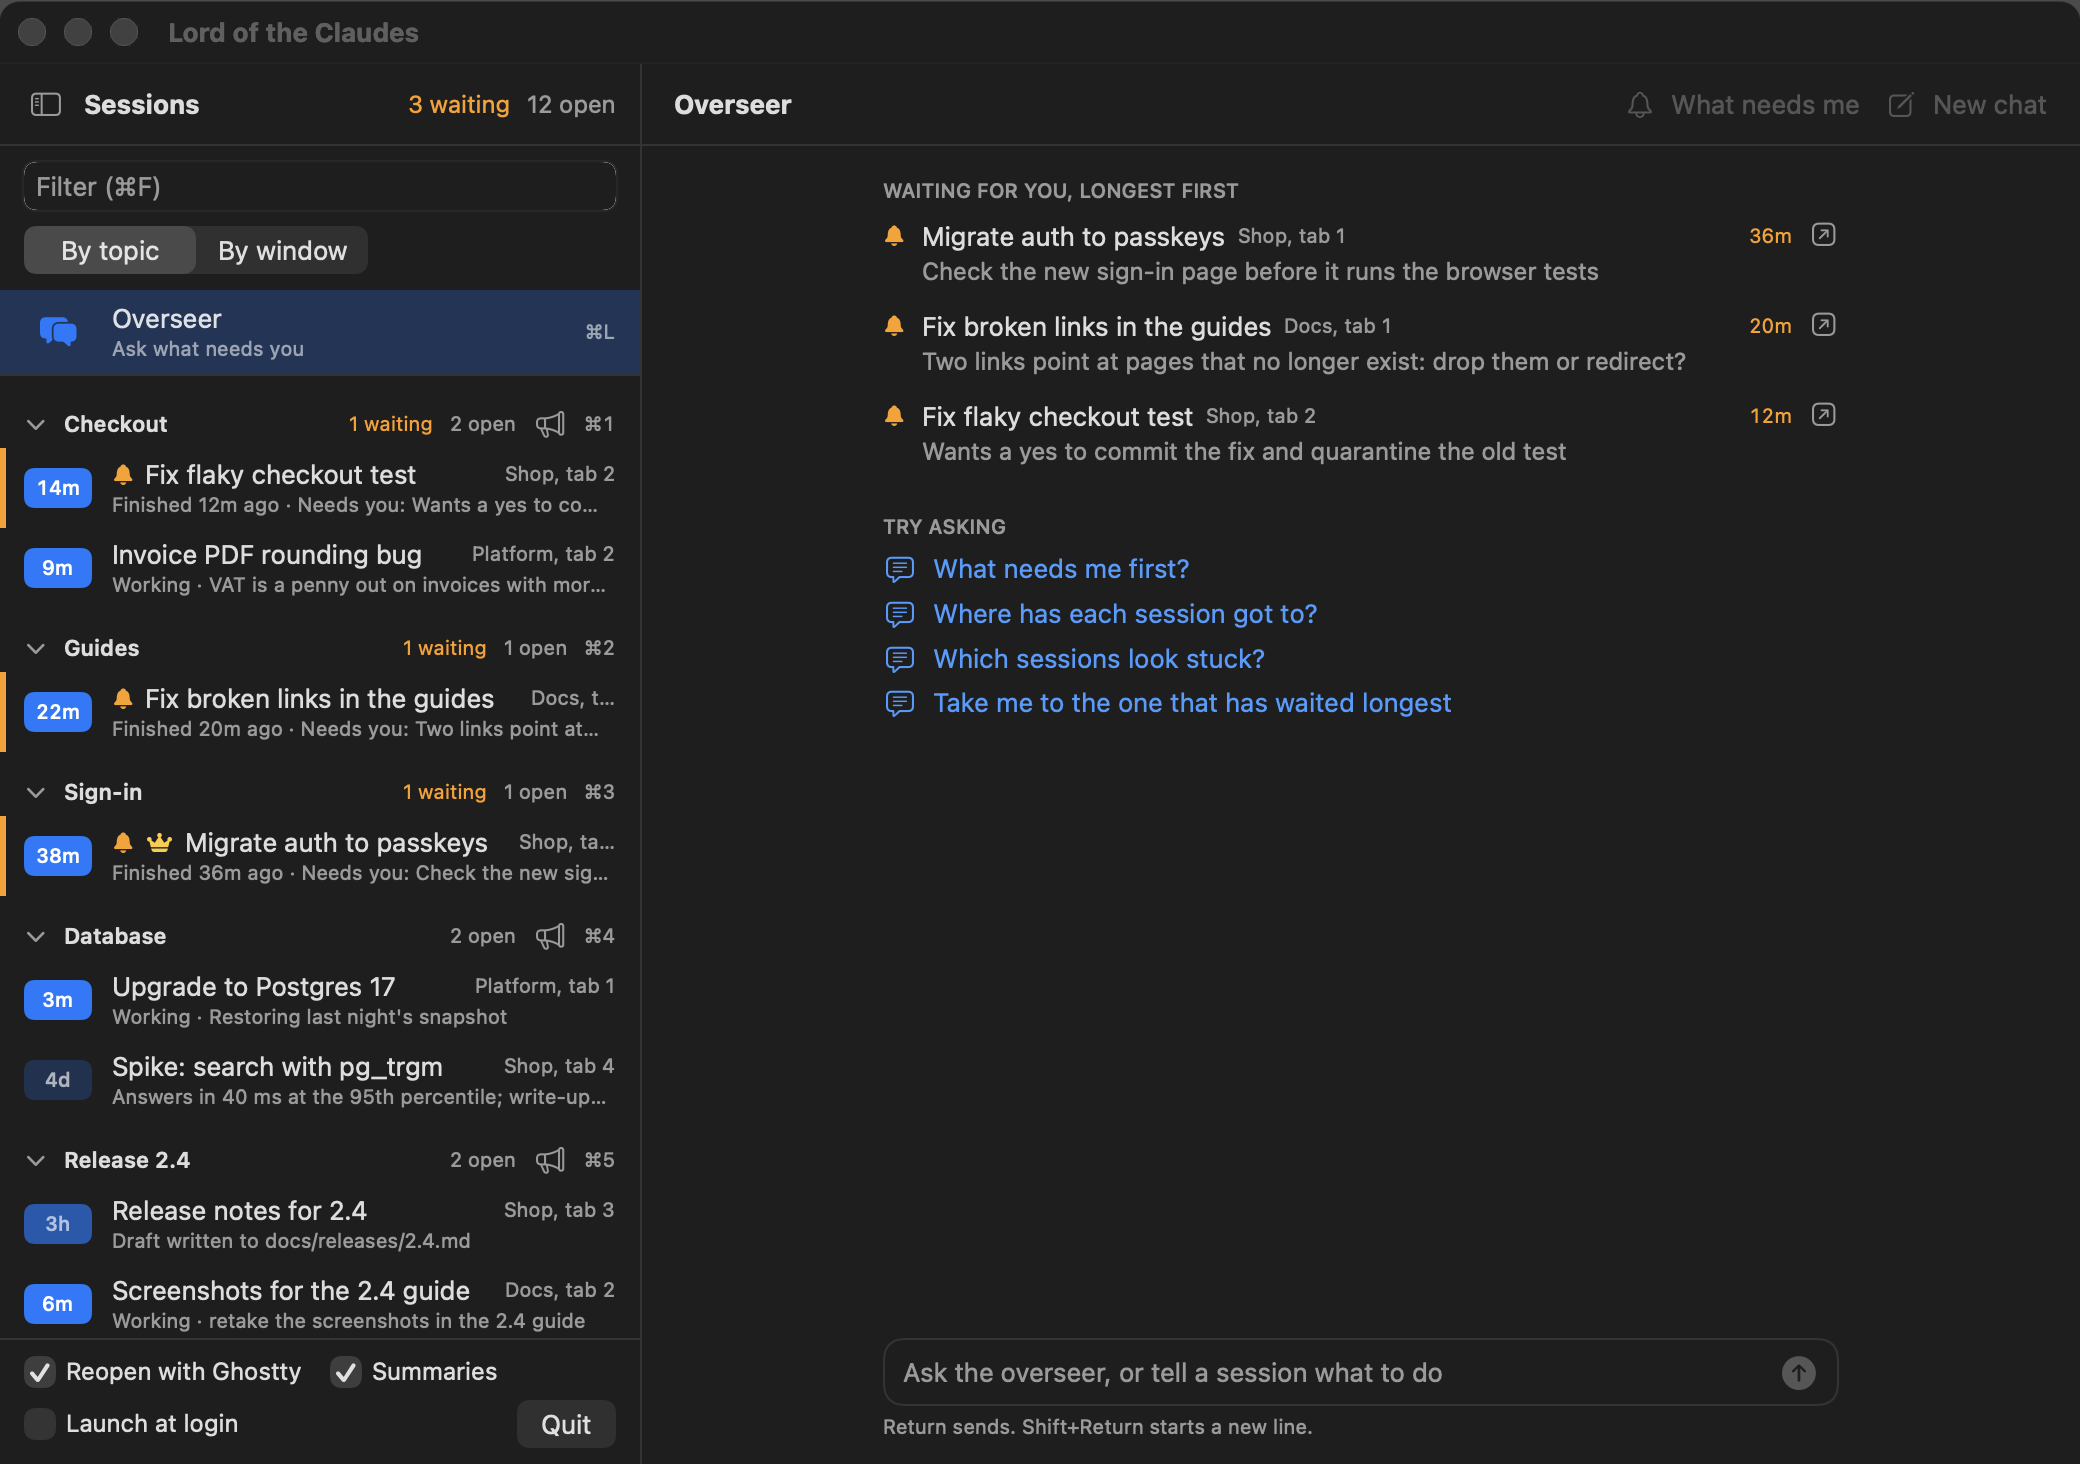 Lord of the Claudes
Sessions 3 waiting 12 open
Filter (⌘F)
By topic By window
Overseer ⌘L
Ask what needs you
Checkout 1 waiting 2 open ⌘1
14m Fix flaky checkout test Shop, tab 2
Finished 12m ago · Needs you: Wants a yes to co...
9m Invoice PDF rounding bug Platform, tab 2
Working · VAT is a penny out on invoices with mor...
Guides 1 waiting 1 open ⌘2
22m Fix broken links in the guides Docs, t...
Finished 20m ago · Needs you: Two links point at...
Sign-in 1 waiting 1 open ⌘3
38m Migrate auth to passkeys Shop, ta...
Finished 36m ago · Needs you: Check the new sig...
Database 2 open ⌘4
3m Upgrade to Postgres 17 Platform, tab 1
Working · Restoring last night's snapshot
4d Spike: search with pg_trgm Shop, tab 4
Answers in 40 ms at the 95th percentile; write-up...
Release 2.4 2 open ⌘5
3h Release notes for 2.4 Shop, tab 3
Draft written to docs/releases/2.4.md
6m Screenshots for the 2.4 guide Docs, tab 2
Working · retake the screenshots in the 2.4 guide
Reopen with Ghostty Summaries
Launch at login Quit
Overseer What needs me New chat
WAITING FOR YOU, LONGEST FIRST
Migrate auth to passkeys Shop, tab 1 36m
Check the new sign-in page before it runs the browser tests
Fix broken links in the guides Docs, tab 1 20m
Two links point at pages that no longer exist: drop them or redirect?
Fix flaky checkout test Shop, tab 2 12m
Wants a yes to commit the fix and quarantine the old test
TRY ASKING
What needs me first?
Where has each session got to?
Which sessions look stuck?
Take me to the one that has waited longest
Ask the overseer, or tell a session what to do
Return sends. Shift+Return starts a new line.